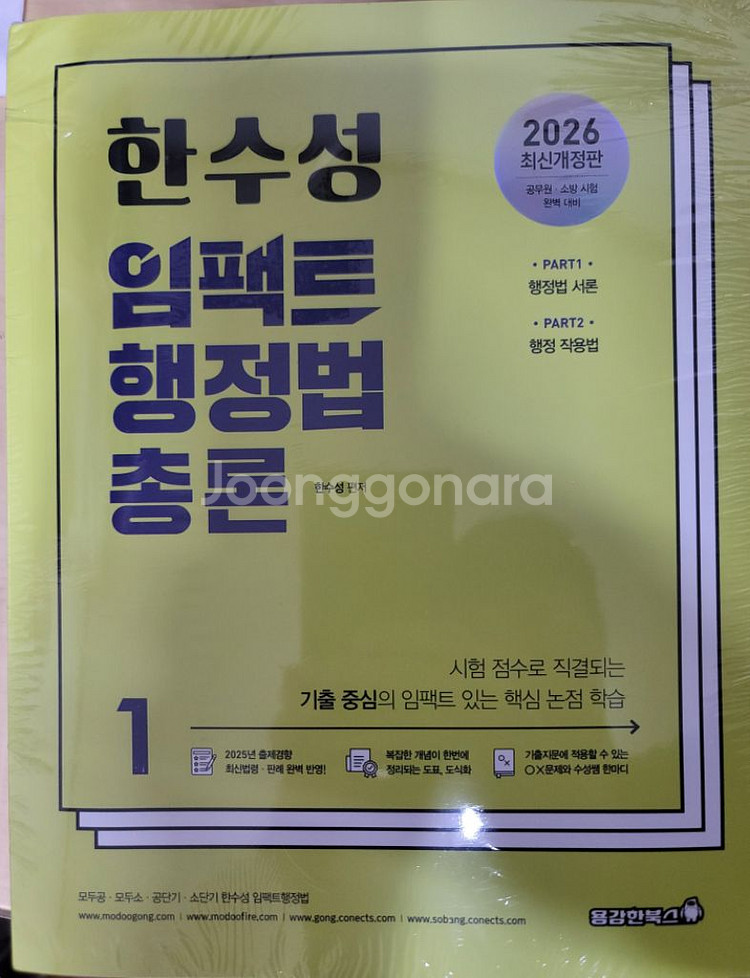 한수성
임팩트
행정법
총론
한수성 편저
Joonggonara
2026
최신개정판
공무원 · 소방 시험
완벽 대비
• PART1 •
행정법 서론
• PART2 •
행정 작용법
시험 점수로 직결되는
기출 중심의 임팩트 있는 핵심 논점 학습
1
2025년 출제경향
최신법령 · 판례 완벽 반영!
복잡한 개념이 한번에
정리되는 도표, 도식화
기출지문에 적용할 수 있는
OX문제와 수성쌤 한마디
모두공 · 모두소 · 공단기 · 소단기 한수성 임팩트행정법
www.modoogong.com | www.modoofire.com | www.gong.conects.com | www.sobang.conects.com
용감한북스